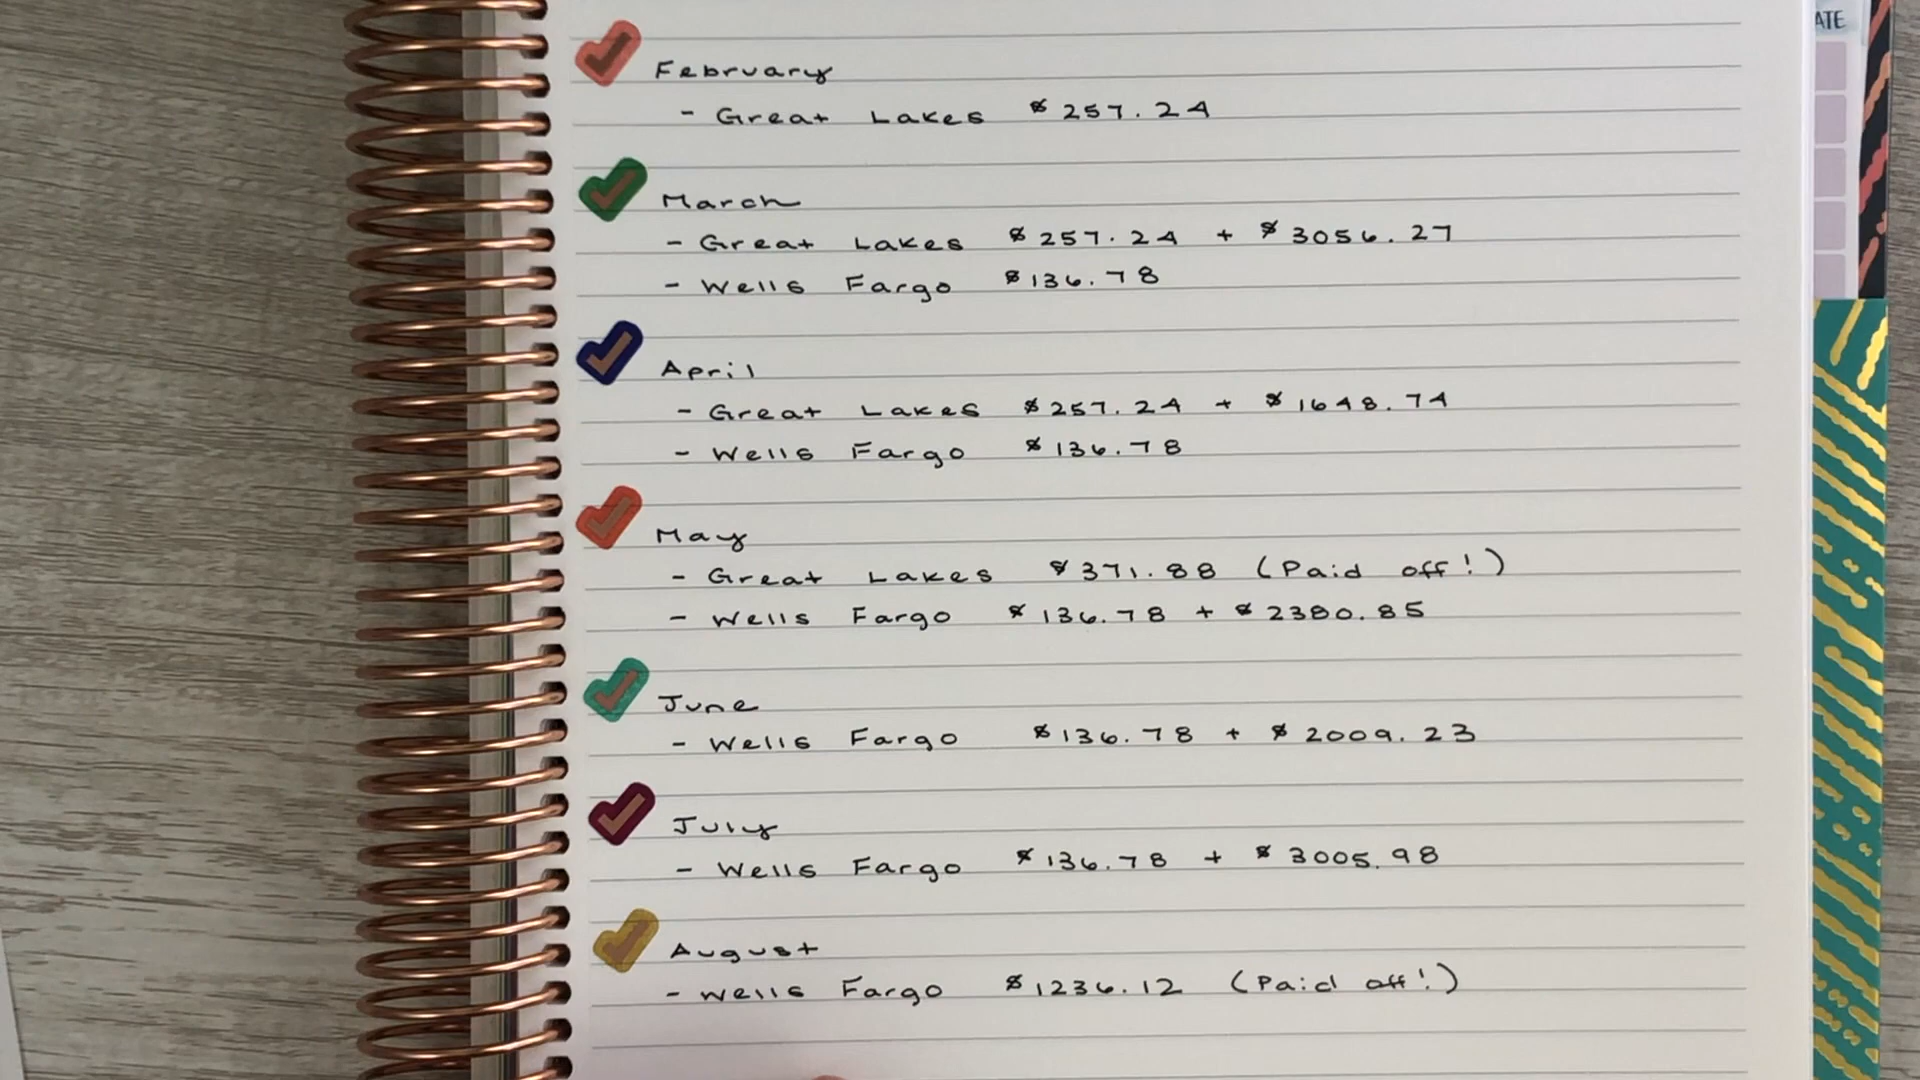 ATE
February
- Great Lakes $257.24
March
- Great Lakes $257.24 + $3056.27
- Wells Fargo $136.78
April
- Great Lakes $257.24 + $1648.74
- Wells Fargo $136.78
May
- Great Lakes $371.88 (Paid off!)
- Wells Fargo $136.78 + $2380.85
June
- Wells Fargo $136.78 + $2009.23
July
- Wells Fargo $136.78 + $3005.98
August
- Wells Fargo $1236.12 (Paid off!)